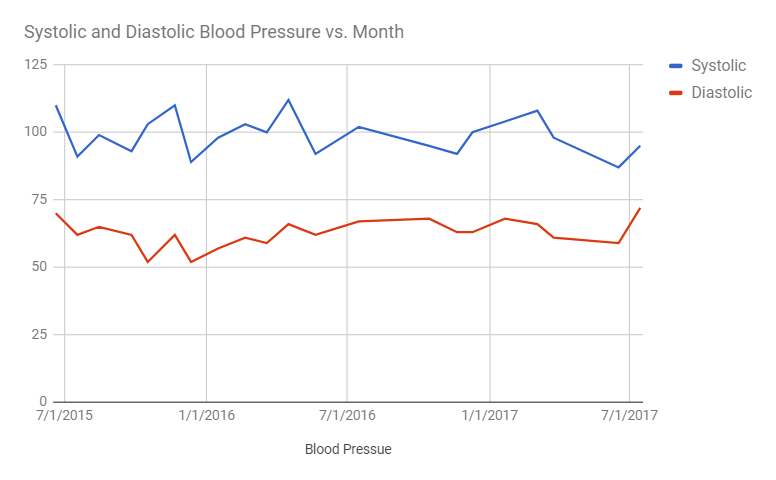 Systolic and Diastolic Blood Pressure vs. Month
125
100
75
50
25
0
Systolic
Diastolic
7/1/2015 1/1/2016 7/1/2016 1/1/2017 7/1/2017
Blood Pressue